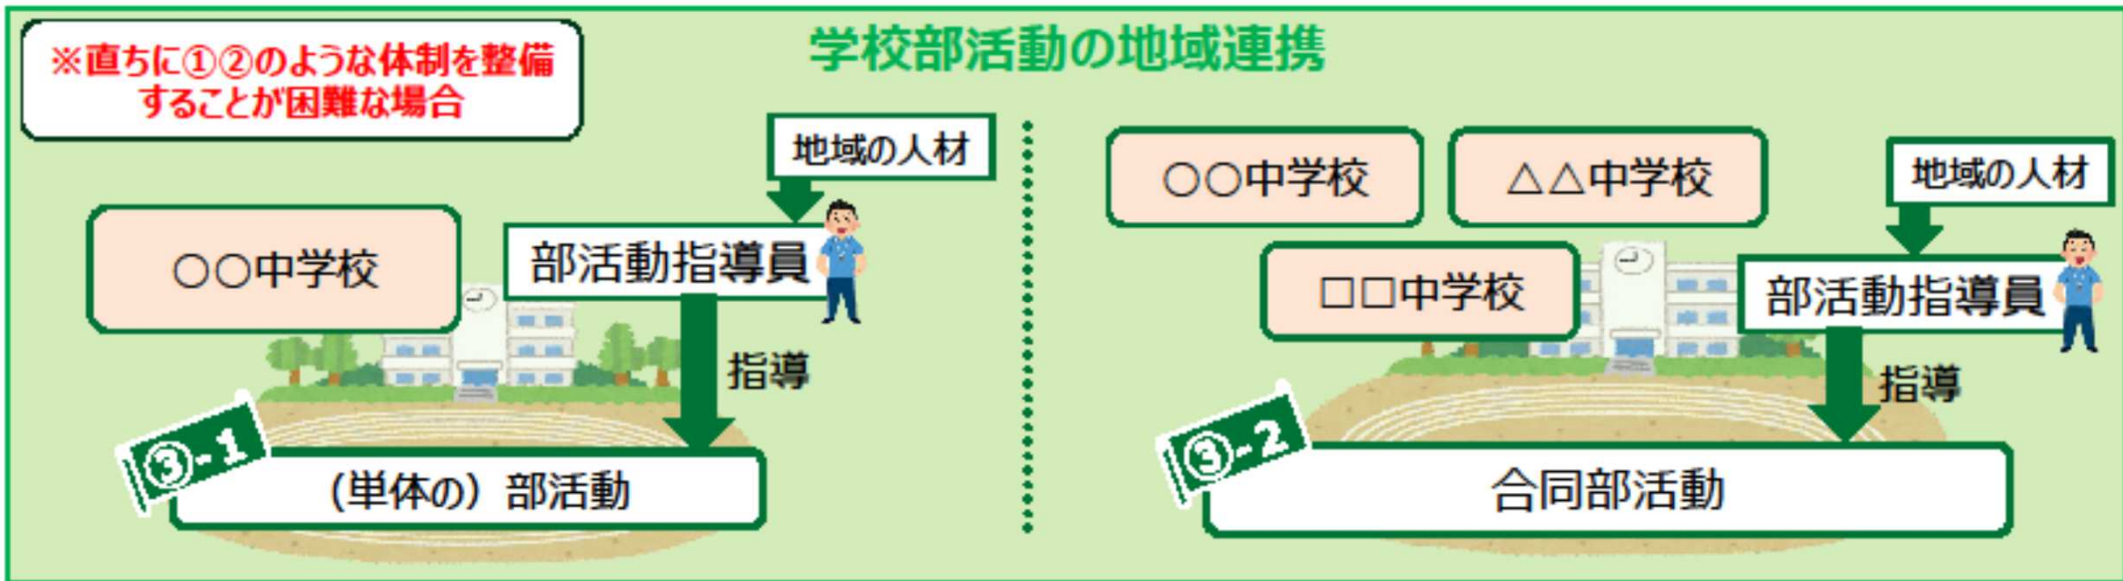 学校部活動の地域連携
※直ちに①②のような体制を整備
することが困難な場合
地域の人材
○○中学校
部活動指導員
指導
③-1
(単体の）部活動
○○中学校
△△中学校
地域の人材
□□中学校
部活動指導員
指導
③-2
合同部活動